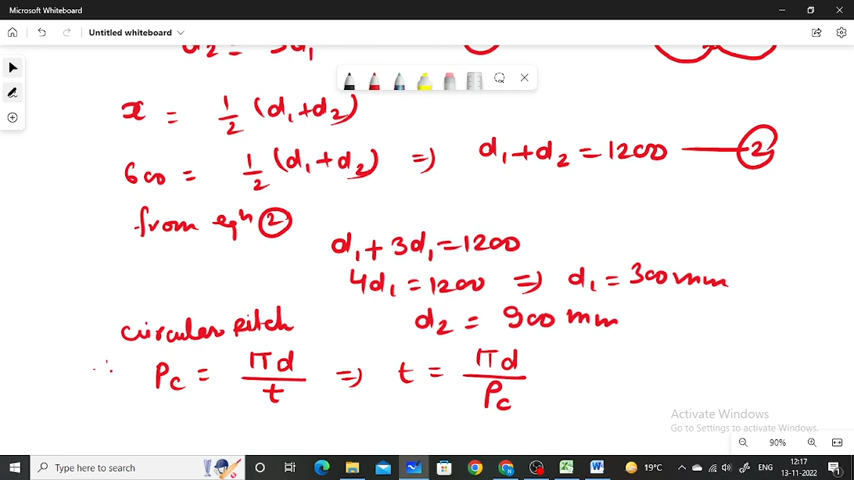 Microsoft Whiteboard
Untitled whiteboard
d2 = 3d1
x = 1/2 (d1+d2)
600 = 1/2 (d1+d2) => d1+d2 = 1200 — 2
from eqn 2
d1 + 3d1 = 1200
4d1 = 1200 => d1 = 300 mm
d2 = 900 mm
circular pitch
∴ Pc = πd/t => t = πd/Pc
Activate Windows
Go to Settings to activate Windows.
90%
Type here to search
19°C
ENG
12:17
13-11-2022